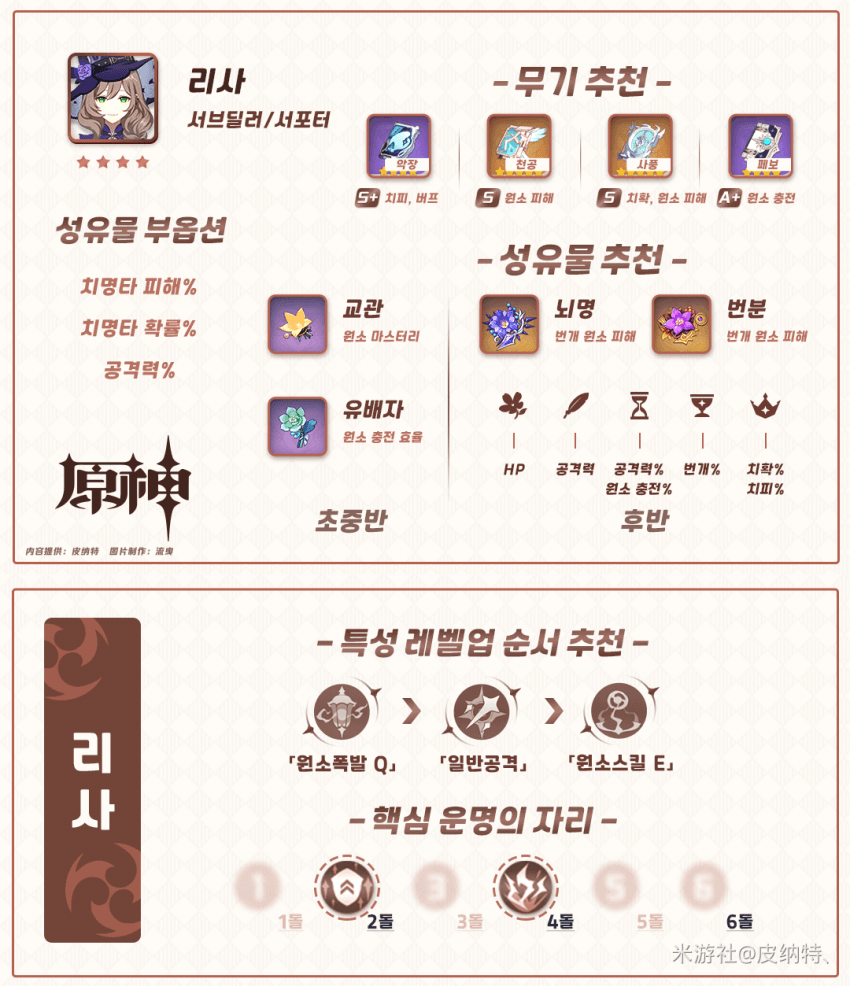 리사
서브딜러/서포터
- 무기 추천 -
악장
천공
사풍
페보
S+ 치피, 버프
S 원소 피해
S 치확, 원소 피해
A+ 원소 충전
성유물 부옵션
치명타 피해%
치명타 확률%
공격력%
- 성유물 추천 -
교관
원소 마스터리
유배자
원소 충전 효율
초중반
뇌명
번개 원소 피해
번분
번개 원소 피해
HP
공격력
공격력%
원소 충전%
번개%
치확%
치피%
후반
原神
内容提供: 皮纳特 图片制作: 流曳
리
사
- 특성 레벨업 순서 추천 -
「원소폭발 Q」
「일반공격」
「원소스킬 E」
- 핵심 운명의 자리 -
1
3
5
6
1돌
2돌
3돌
4돌
5돌
6돌
米游社@皮纳特、